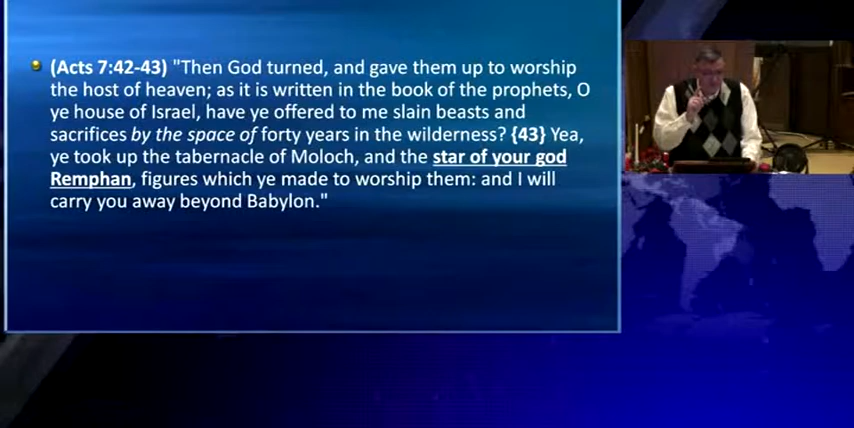 (Acts 7:42-43) "Then God turned, and gave them up to worship
the host of heaven; as it is written in the book of the prophets, O
ye house of Israel, have ye offered to me slain beasts and
sacrifices by the space of forty years in the wilderness? {43} Yea,
ye took up the tabernacle of Moloch, and the star of your god
Remphan, figures which ye made to worship them: and I will
carry you away beyond Babylon."